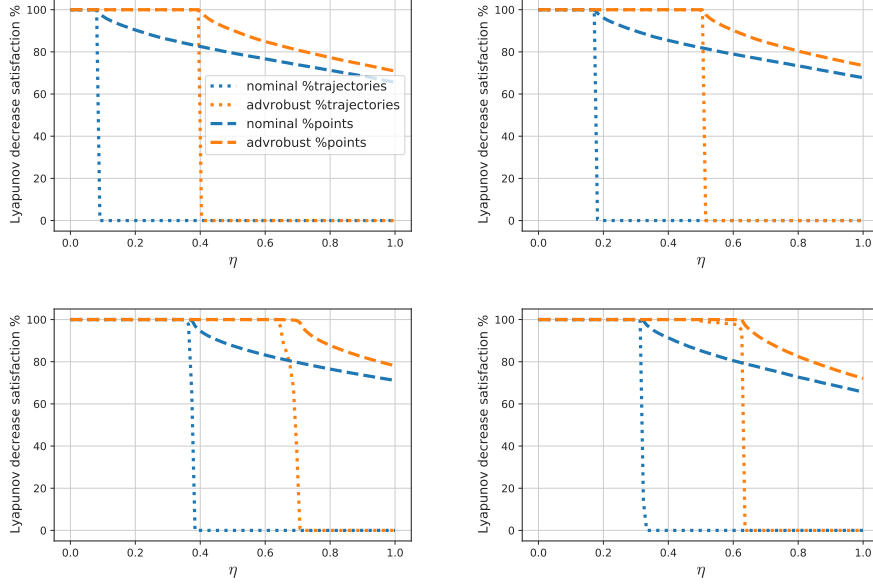 Lyapunov decrease satisfaction %
100
80
60
40
20
0
0.0 0.2 0.4 0.6 0.8 1.0
η
nominal %trajectories
advrobust %trajectories
nominal %points
advrobust %points
Lyapunov decrease satisfaction %
100
80
60
40
20
0
0.0 0.2 0.4 0.6 0.8 1.0
η
Lyapunov decrease satisfaction %
100
80
60
40
20
0
0.0 0.2 0.4 0.6 0.8 1.0
η
Lyapunov decrease satisfaction %
100
80
60
40
20
0
0.0 0.2 0.4 0.6 0.8 1.0
η